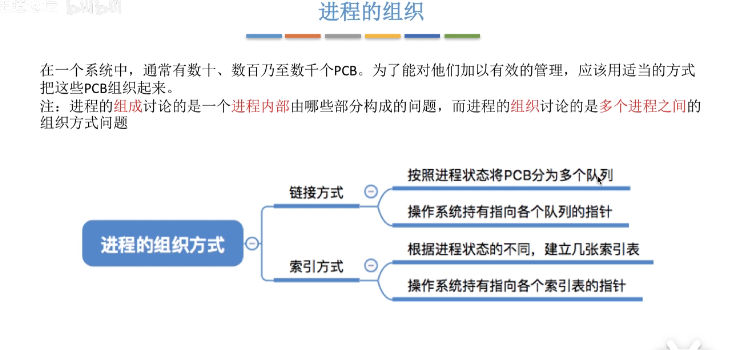 进程的组织
在一个系统中，通常有数十、数百乃至数千个PCB。为了能对他们加以有效的管理，应该用适当的方式
把这些PCB组织起来。
注：进程的组成讨论的是一个进程内部由哪些部分构成的问题，而进程的组织讨论的是多个进程之间的
组织方式问题
进程的组织方式
链接方式
按照进程状态将PCB分为多个队列
操作系统持有指向各个队列的指针
索引方式
根据进程状态的不同，建立几张索引表
操作系统持有指向各个索引表的指针